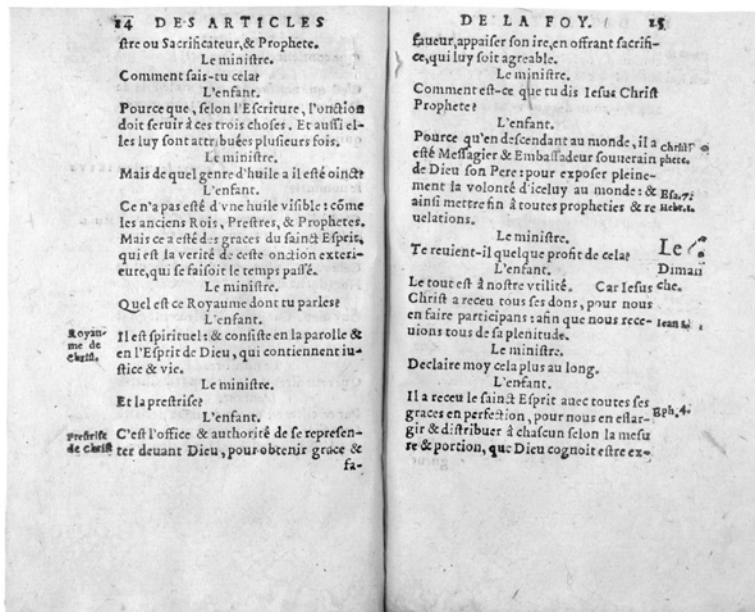 14 DES ARTICLES
stre ou Sacrificateur, & Prophete.
Le ministre.
Comment sais-tu cela?
L'enfant.
Pource que, selon l'Escriture, l'onction
doit seruir à ces trois choses. Et aussi el-
les luy sont attribuées plusieurs fois.
Le ministre.
Mais de quel genre d'huile a il esté oinct?
L'enfant.
Ce n'a pas esté d'vne huile visible: cõme
les anciens Rois, Prestres, & Prophetes.
Mais ce a esté des graces du sainct Esprit,
qui est la verité de ceste onction exteri-
eure, qui se faisoit le temps passé.
Le ministre.
Quel est ce Royaume dont tu parles?
L'enfant.
Royau-
me de
Christ.
Il est spirituel: & consiste en la parolle &
en l'Esprit de Dieu, qui contiennent iu-
stice & vie.
Le ministre.
Et la prestrise?
L'enfant.
Prestrise
de Christ
C'est l'office & authorité de se represen-
ter deuant Dieu, pour obtenir grace &
fa-
DE LA FOY. 15
faueur, appaiser son ire, en offrant sacrifi-
ce, qui luy soit agreable.
Le ministre.
Comment est-ce que tu dis Iesus Christ
Prophete?
L'enfant.
Pource qu'en descendant au monde, il a
esté Messagier & Embassadeur souuerain
de Dieu son Pere: pour exposer pleine-
ment la volonté d'iceluy au monde: &
ainsi mettre fin à toutes propheties & re
uelations.
phete.
Esa. 7.
Hebr. 1.
Le ministre.
Te reuient-il quelque profit de cela?
L'enfant.
Le tout est à nostre vtilité. Car Iesus
Christ a receu tous ses dons, pour nous
en faire participans: afin que nous rece-
uions tous de sa plenitude.
Le
Diman
che.
Iean
Le ministre.
Declaire moy cela plus au long.
L'enfant.
Il a receu le sainct Esprit auec toutes ses
graces en perfection, pour nous en eslar-
gir & distribuer à chascun selon la mesu
re & portion, que Dieu cognoit estre ex-
Eph. 4.